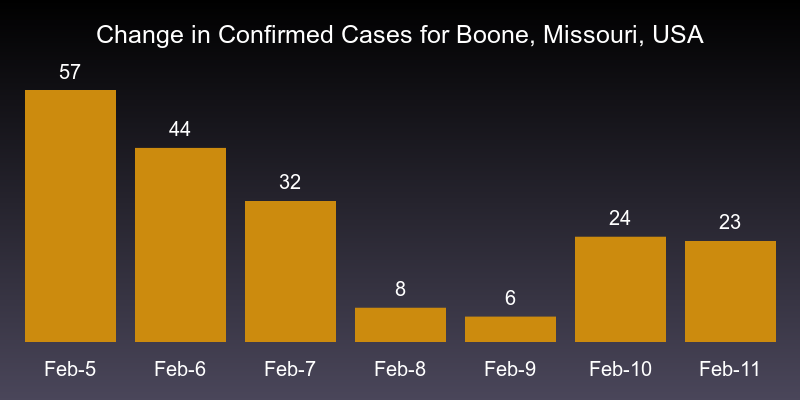 Change in Confirmed Cases for Boone, Missouri, USA
57
44
32
8
6
24
23
Feb-5
Feb-6
Feb-7
Feb-8
Feb-9
Feb-10
Feb-11